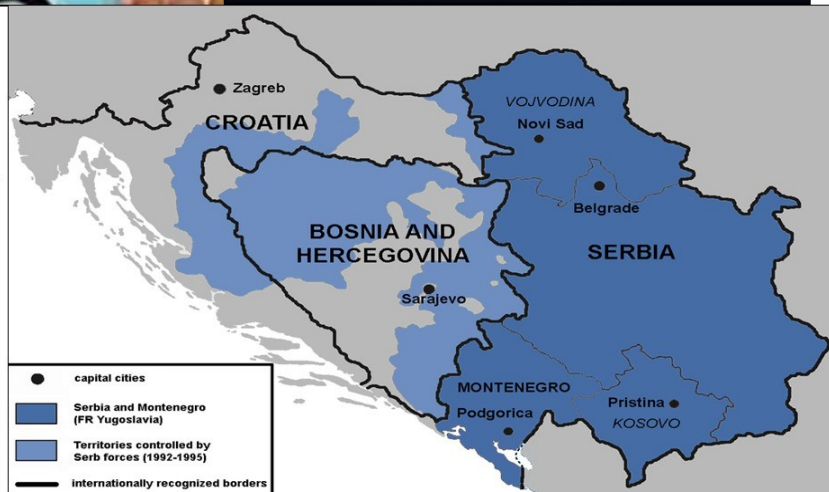 Zagreb
CROATIA
VOJVODINA
Novi Sad
Belgrade
BOSNIA AND
HERCEGOVINA
SERBIA
Sarajevo
MONTENEGRO
Podgorica
Pristina
KOSOVO
capital cities
Serbia and Montenegro
(FR Yugoslavia)
Territories controlled by
Serb forces (1992-1995)
internationally recognized borders